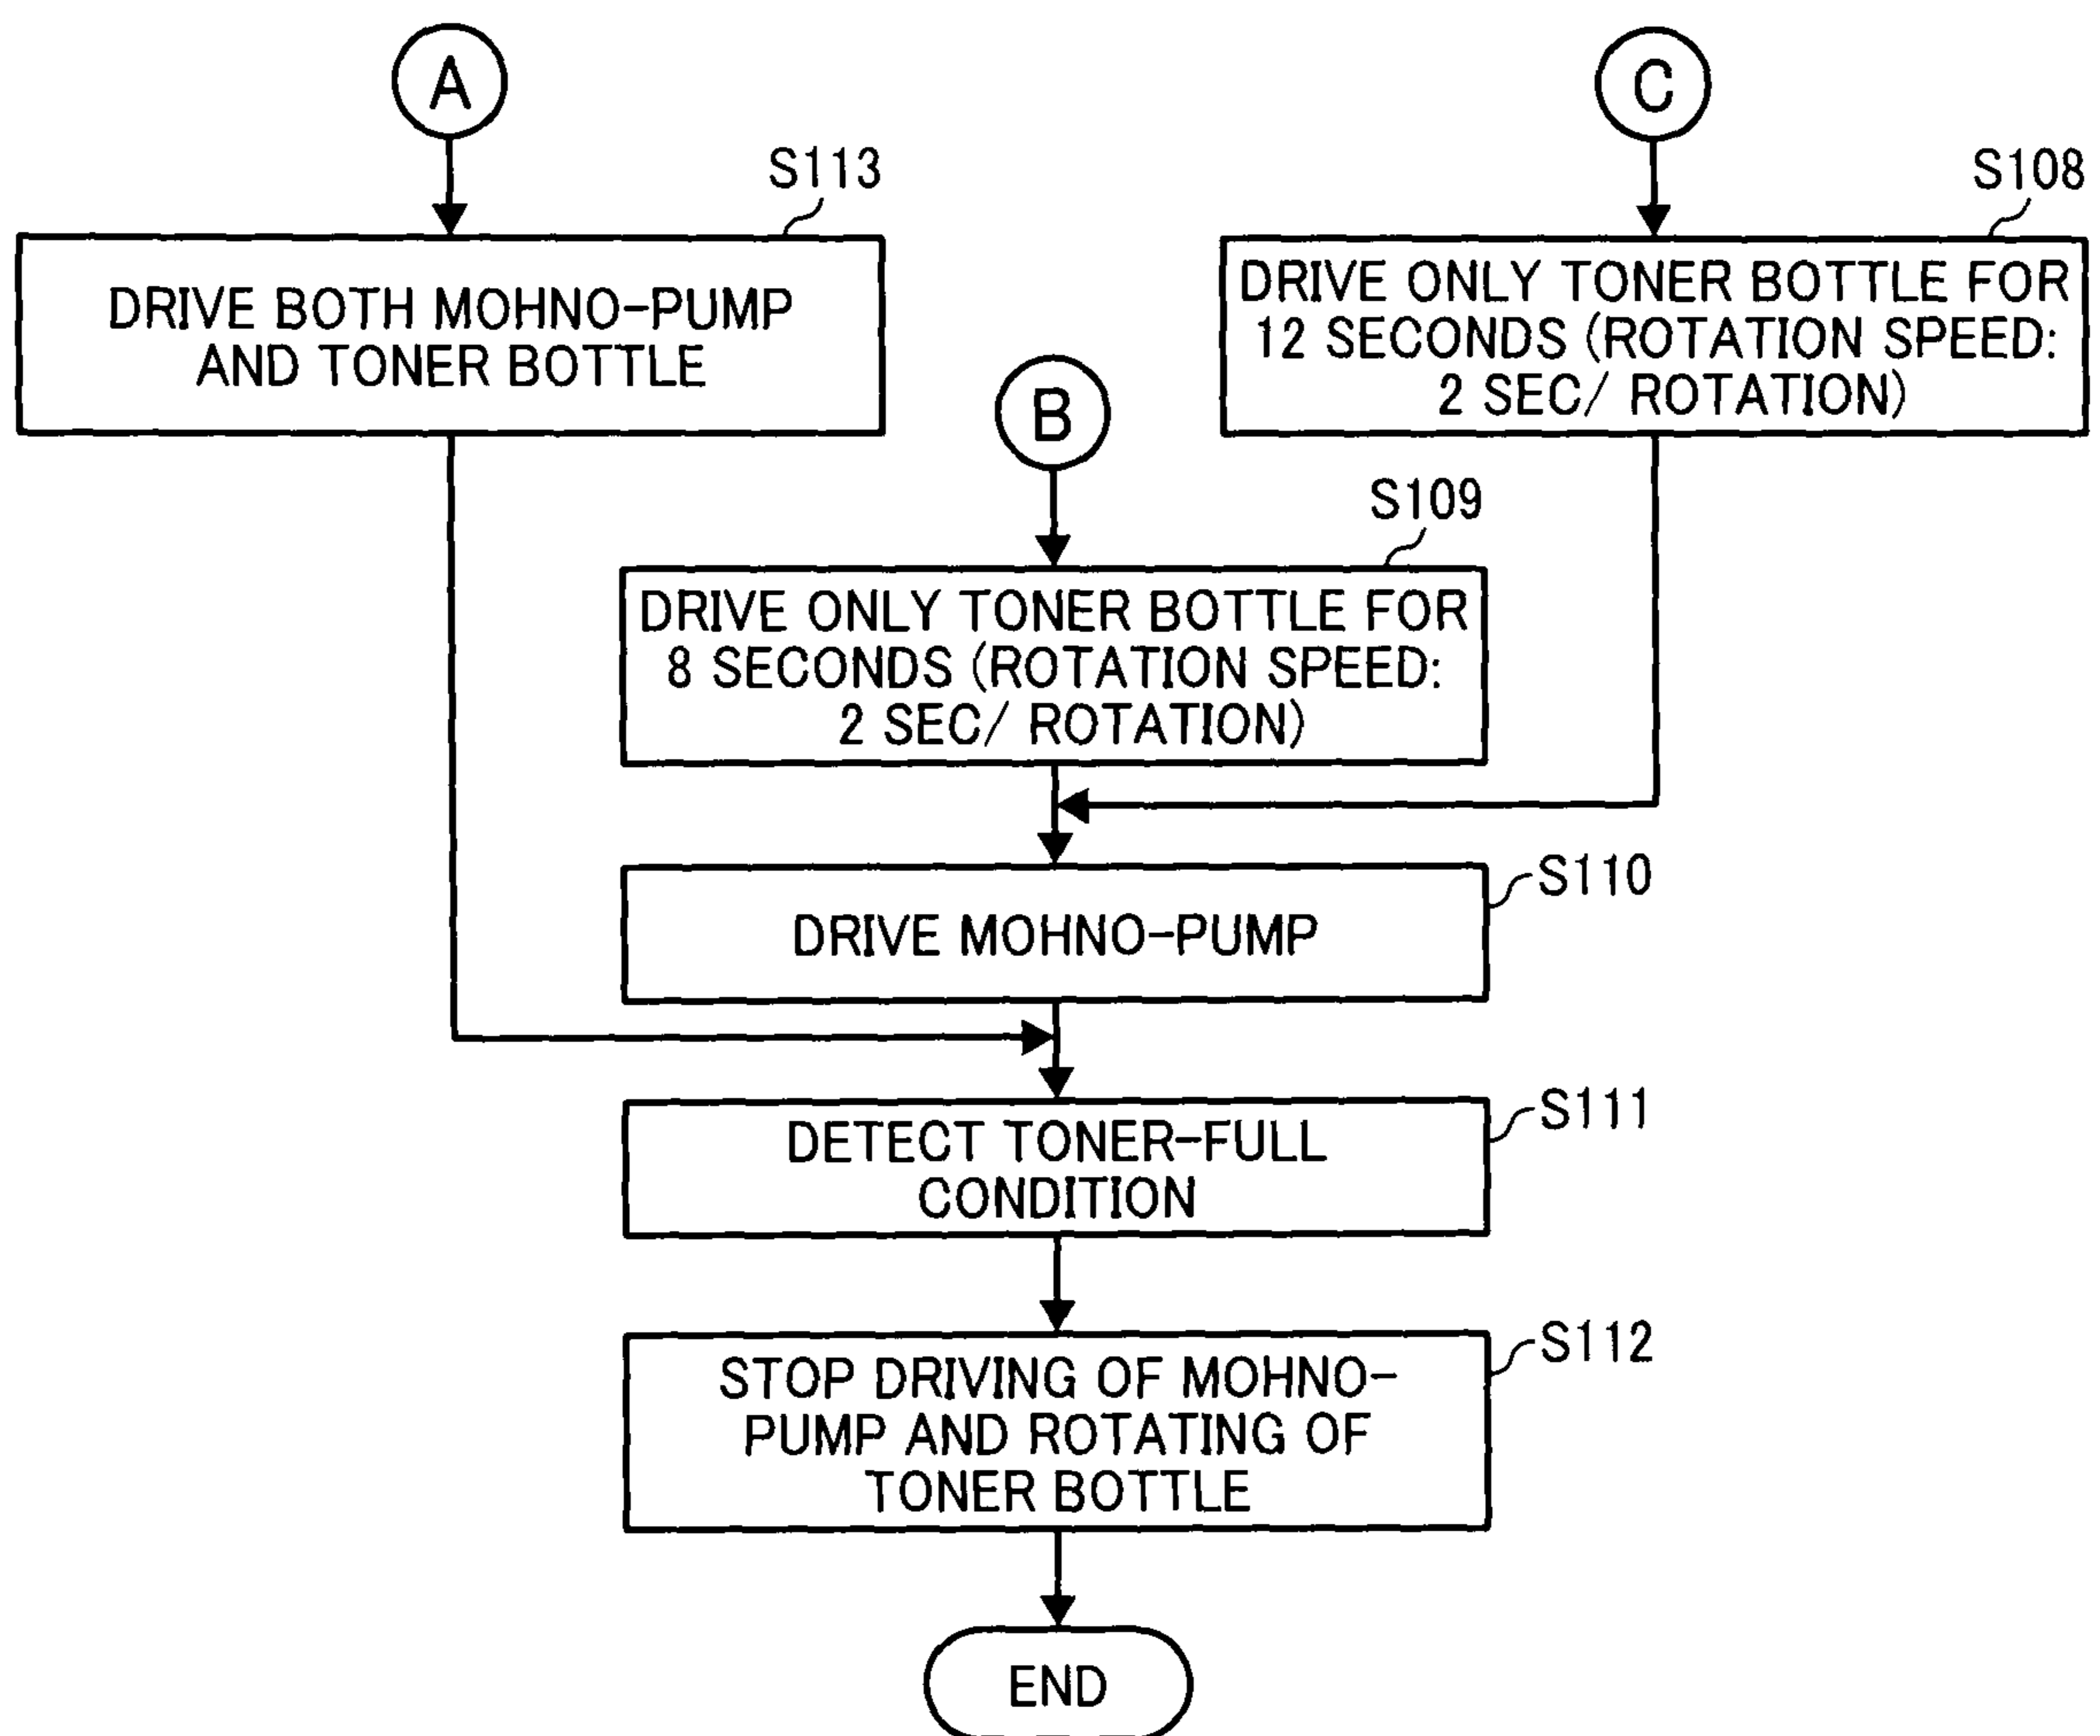 A
C
S113
S108
DRIVE BOTH MOHNO-PUMP
AND TONER BOTTLE
DRIVE ONLY TONER BOTTLE FOR
12 SECONDS (ROTATION SPEED:
2 SEC/ ROTATION)
B
S109
DRIVE ONLY TONER BOTTLE FOR
8 SECONDS (ROTATION SPEED:
2 SEC/ ROTATION)
S110
DRIVE MOHNO-PUMP
S111
DETECT TONER-FULL
CONDITION
S112
STOP DRIVING OF MOHNO-
PUMP AND ROTATING OF
TONER BOTTLE
END